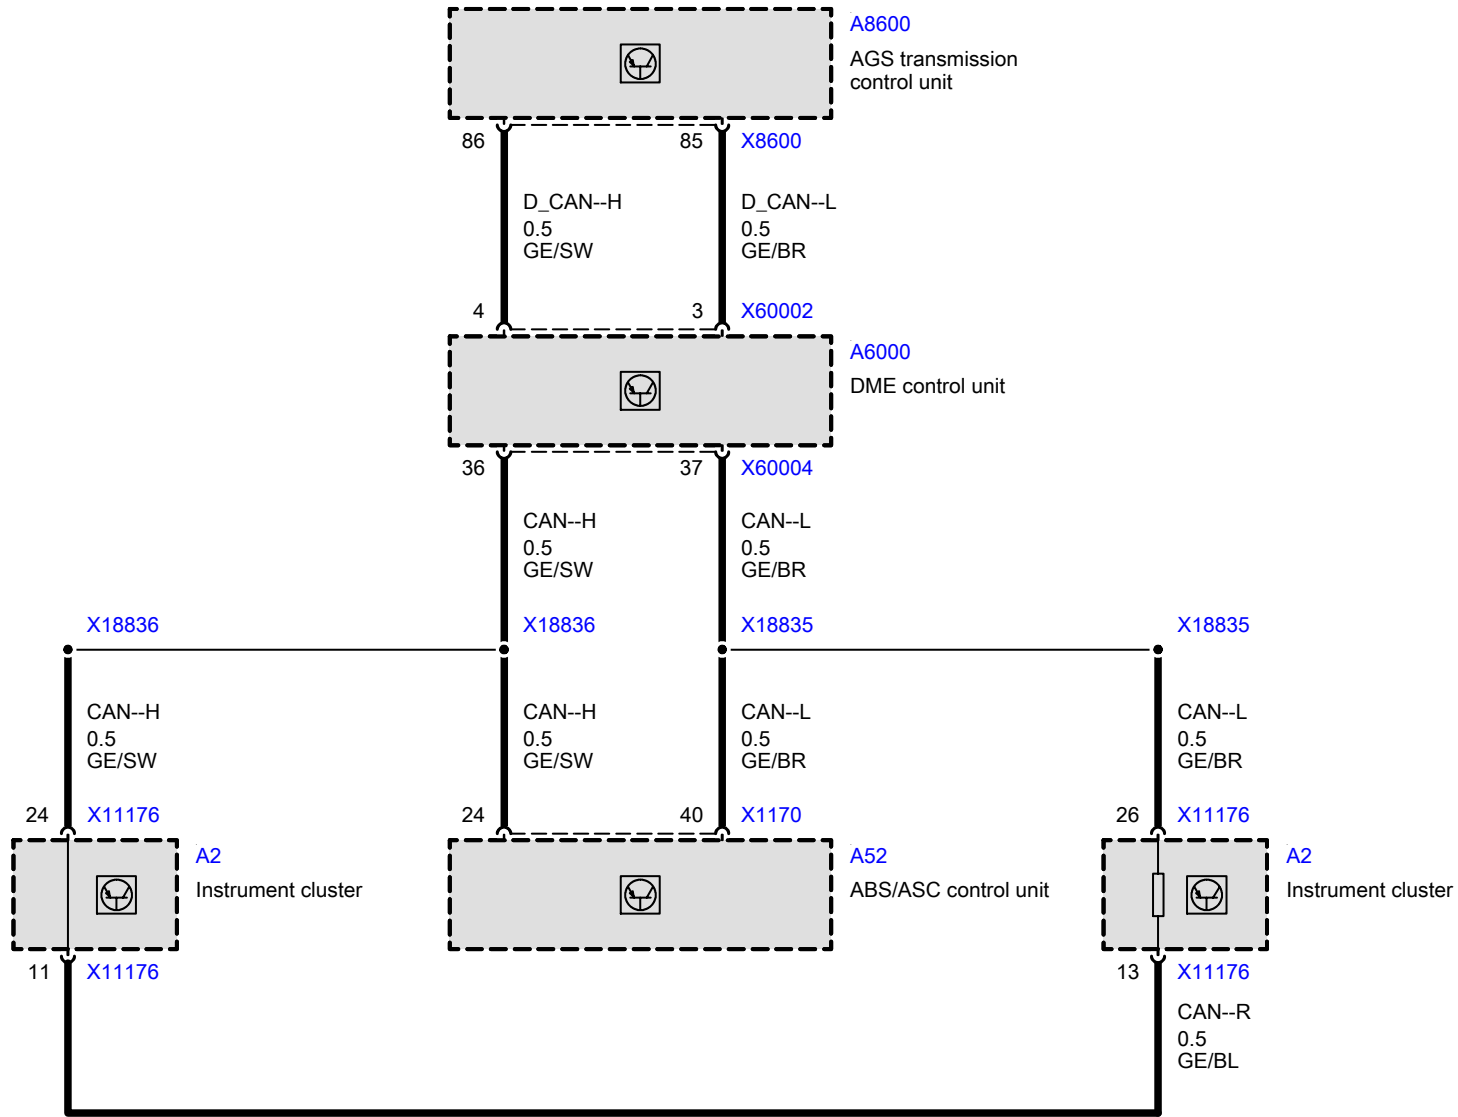 A8600
AGS transmission
control unit
86
85
X8600
D_CAN--H
0.5
GE/SW
D_CAN--L
0.5
GE/BR
4
3
X60002
A6000
DME control unit
36
37
X60004
CAN--H
0.5
GE/SW
CAN--L
0.5
GE/BR
X18836
X18836
X18835
X18835
CAN--H
0.5
GE/SW
CAN--H
0.5
GE/SW
CAN--L
0.5
GE/BR
CAN--L
0.5
GE/BR
24
X11176
24
40
X1170
26
X11176
A2
Instrument cluster
A52
ABS/ASC control unit
A2
Instrument cluster
11
X11176
13
X11176
CAN--R
0.5
GE/BL